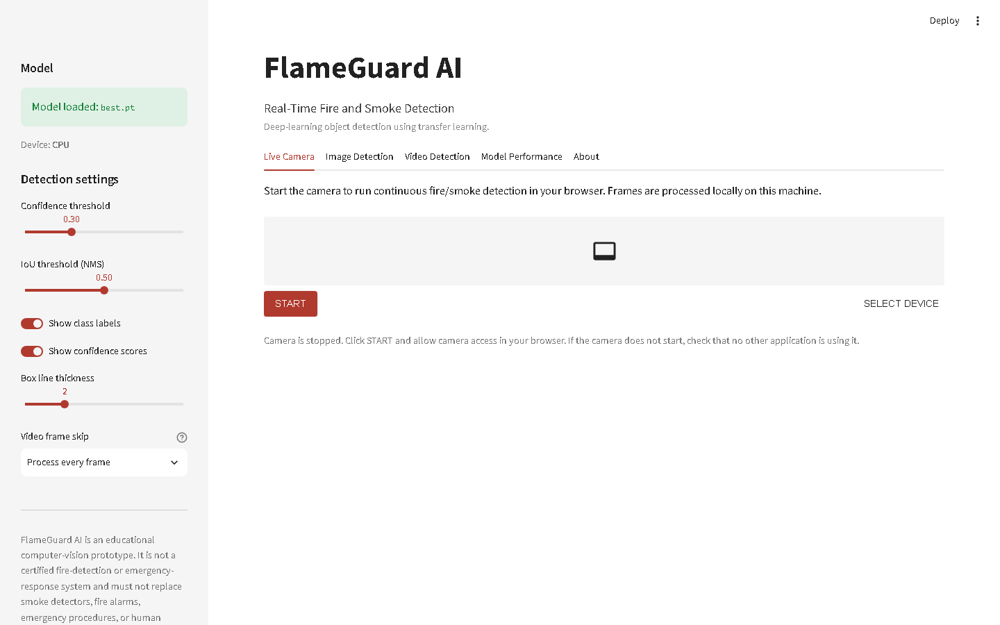 Deploy
Model
Model loaded: best.pt
Device: CPU
Detection settings
Confidence threshold
0.30
IoU threshold (NMS)
0.50
Show class labels
Show confidence scores
Box line thickness
2
Video frame skip
Process every frame
FlameGuard AI is an educational
computer-vision prototype. It is not a
certified fire-detection or emergency-
response system and must not replace
smoke detectors, fire alarms,
emergency procedures, or human
FlameGuard AI
Real-Time Fire and Smoke Detection
Deep-learning object detection using transfer learning.
Live Camera Image Detection Video Detection Model Performance About
Start the camera to run continuous fire/smoke detection in your browser. Frames are processed locally on this machine.
START
SELECT DEVICE
Camera is stopped. Click START and allow camera access in your browser. If the camera does not start, check that no other application is using it.